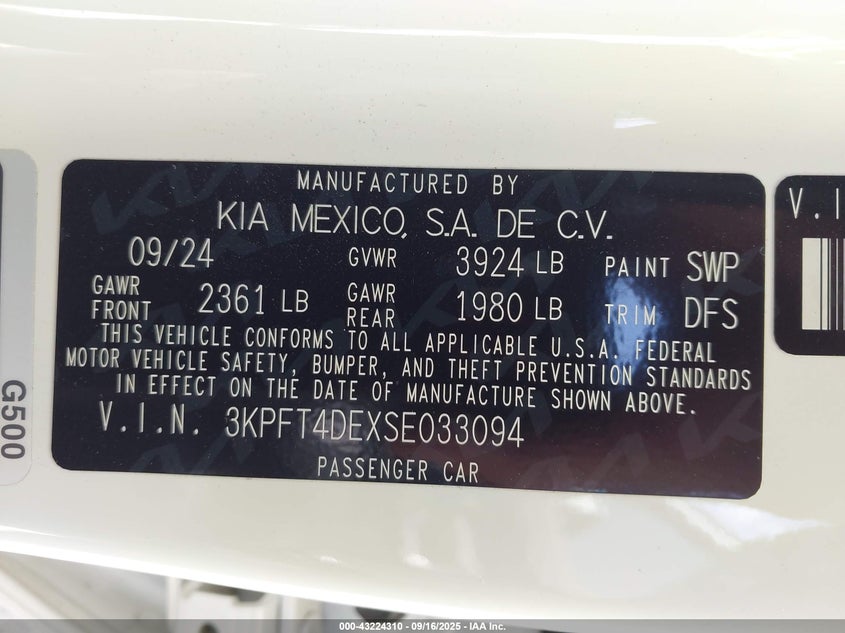 MANUFACTURED BY
KIA MEXICO, S.A. DE C.V.
09/24 GVWR 3924 LB PAINT SWP
GAWR FRONT 2361 LB GAWR REAR 1980 LB TRIM DFS
THIS VEHICLE CONFORMS TO ALL APPLICABLE U.S.A. FEDERAL
MOTOR VEHICLE SAFETY, BUMPER, AND THEFT PREVENTION STANDARDS
IN EFFECT ON THE DATE OF MANUFACTURE SHOWN ABOVE.
V.I.N. 3KPFT4DEXSE033094
PASSENGER CAR
G500
V.I
000-43224310 - 09/16/2025 - IAA Inc.